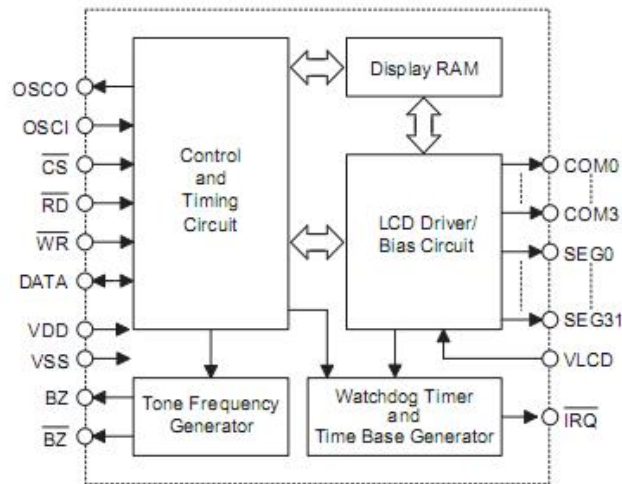 OSCO
OSCI
CS
RD
WR
DATA
VDD
VSS
BZ
BZ
Control
and
Timing
Circuit
Display RAM
LCD Driver/
Bias Circuit
Tone Frequency
Generator
Watchdog Timer
and
Time Base Generator
COM0
COM3
SEG0
SEG31
VLCD
IRQ